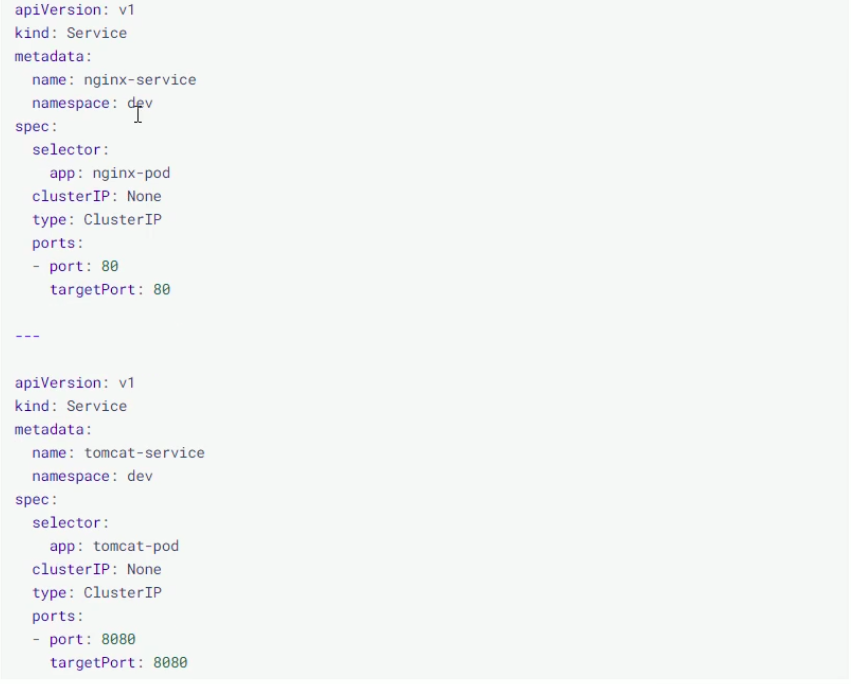 apiVersion: v1
kind: Service
metadata:
  name: nginx-service
  namespace: dev
spec:
  selector:
    app: nginx-pod
  clusterIP: None
  type: ClusterIP
  ports:
  - port: 80
    targetPort: 80
---
apiVersion: v1
kind: Service
metadata:
  name: tomcat-service
  namespace: dev
spec:
  selector:
    app: tomcat-pod
  clusterIP: None
  type: ClusterIP
  ports:
  - port: 8080
    targetPort: 8080